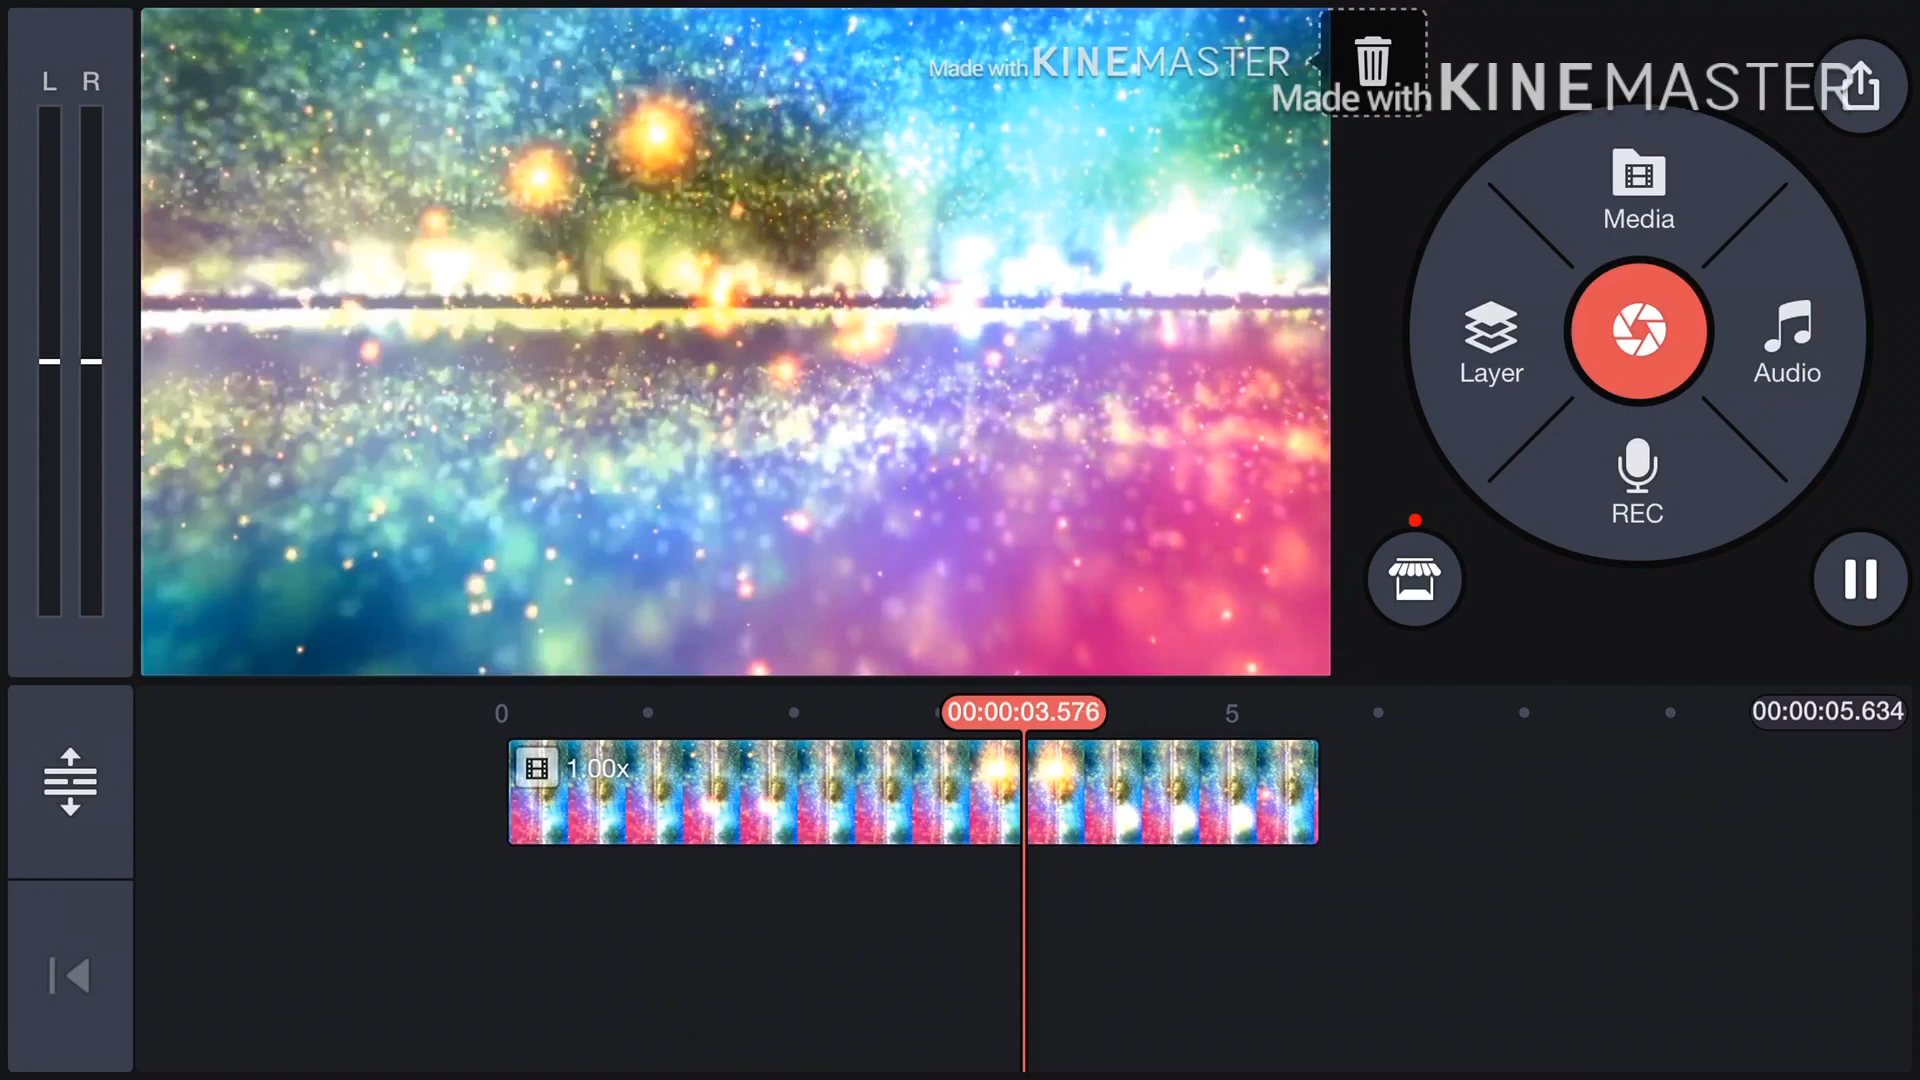 L R
Made with KINEMASTER
Made with KINEMASTER
Media
Layer
Audio
REC
0
00:00:03.576
5
00:00:05.634
1.00x